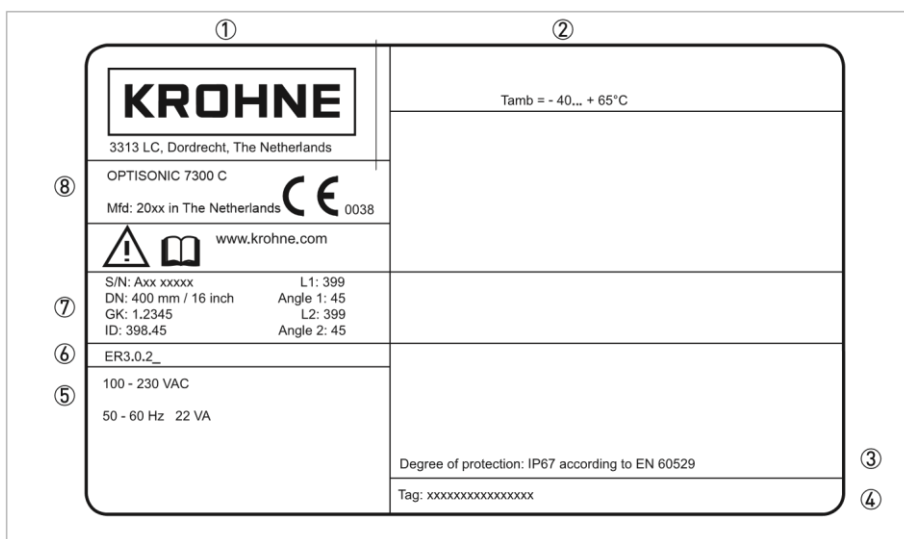 ①
②
KROHNE
3313 LC, Dordrecht, The Netherlands
Tamb = - 40... + 65°C
⑧
OPTISONIC 7300 C
Mfd: 20xx in The Netherlands CE 0038
www.krohne.com
⑦
S/N: Axx xxxxx L1: 399
DN: 400 mm / 16 inch Angle 1: 45
GK: 1.2345 L2: 399
ID: 398.45 Angle 2: 45
⑥
ER3.0.2_
⑤
100 - 230 VAC
50 - 60 Hz 22 VA
Degree of protection: IP67 according to EN 60529
③
Tag: xxxxxxxxxxxxxxxx
④